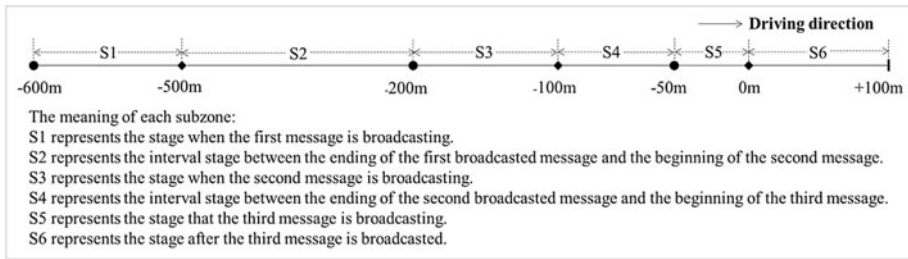 Driving direction
S1 S2 S3 S4 S5 S6
-600m -500m -200m -100m -50m 0m +100m
The meaning of each subzone:
S1 represents the stage when the first message is broadcasting.
S2 represents the interval stage between the ending of the first broadcasted message and the beginning of the second message.
S3 represents the stage when the second message is broadcasting.
S4 represents the interval stage between the ending of the second broadcasted message and the beginning of the third message.
S5 represents the stage that the third message is broadcasting.
S6 represents the stage after the third message is broadcasted.